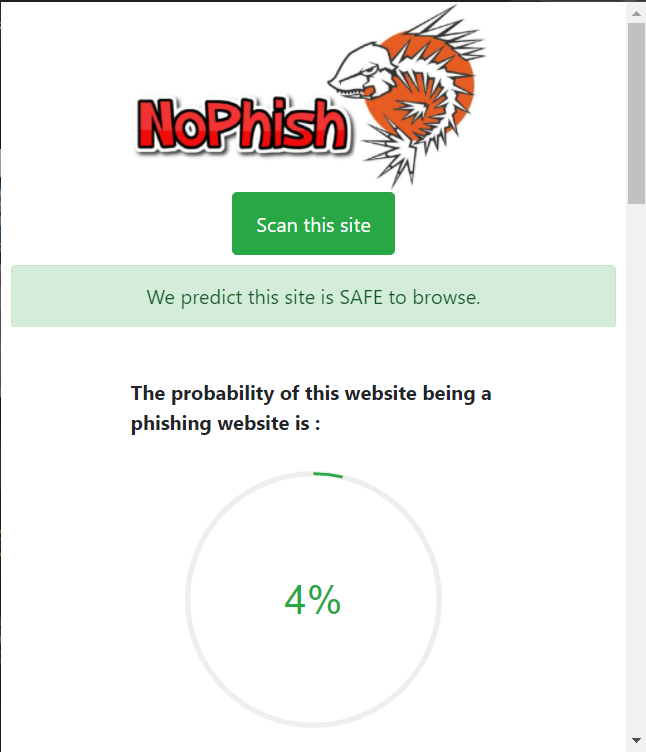 NoPhish
Scan this site
We predict this site is SAFE to browse.
The probability of this website being a
phishing website is :
4%